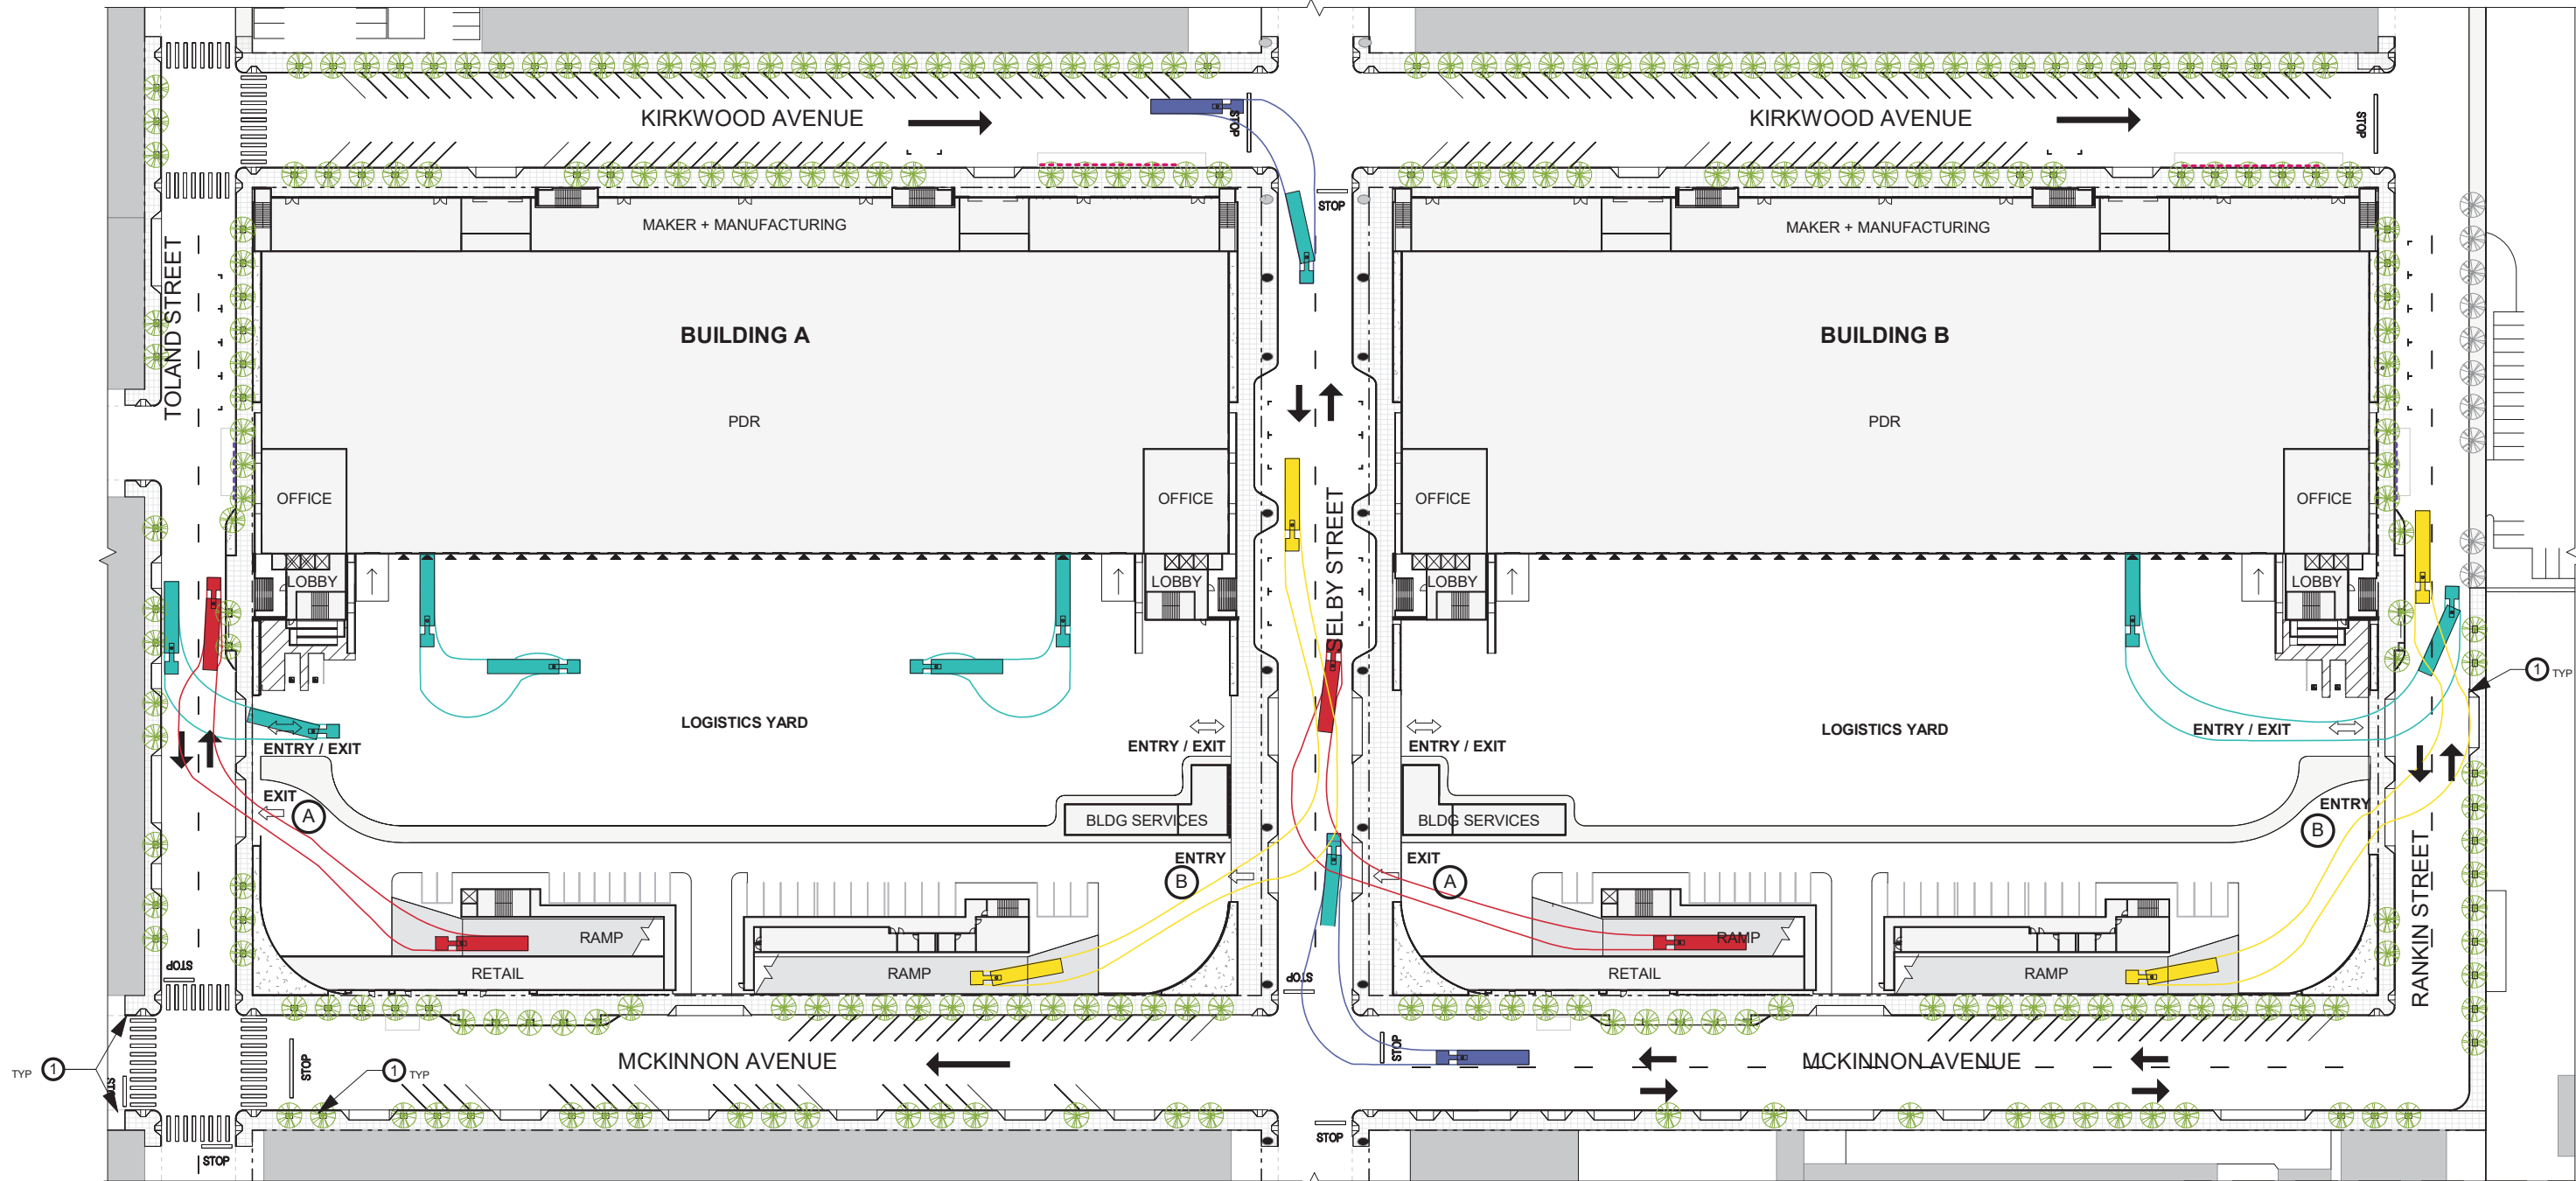 KIRKWOOD AVENUE
STOP
KIRKWOOD AVENUE
STOP
STOP
MAKER + MANUFACTURING
MAKER + MANUFACTURING
TOLAND STREET
BUILDING A
BUILDING B
PDR
PDR
OFFICE
OFFICE
SELBY STREET
OFFICE
OFFICE
LOBBY
LOBBY
LOBBY
LOBBY
1 TYP
LOGISTICS YARD
LOGISTICS YARD
ENTRY / EXIT
ENTRY / EXIT
ENTRY / EXIT
ENTRY / EXIT
EXIT
A
BLDG SERVICES
BLDG SERVICES
ENTRY
B
ENTRY
B
EXIT
A
RANKIN STREET
RAMP
RAMP
RETAIL
RAMP
RETAIL
RAMP
STOP
STOP
MCKINNON AVENUE
STOP
STOP
MCKINNON AVENUE
TYP 1
1 TYP
STOP
STOP
STOP